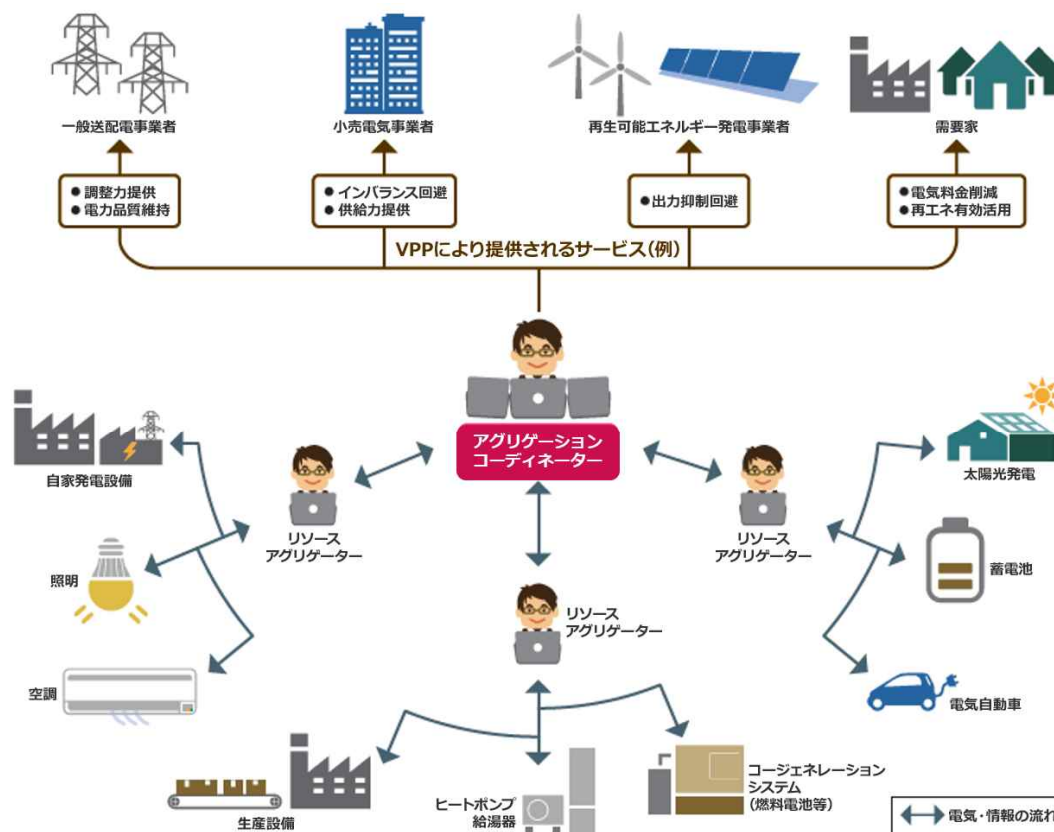 一般送配電事業者
小売電気事業者
再生可能エネルギー発電事業者
需要家
●調整力提供
●電力品質維持
●インバランス回避
●供給力提供
●出力抑制回避
●電気料金削減
●再エネ有効活用
VPPにより提供されるサービス(例)
アグリゲーション
コーディネーター
自家発電設備
リソース
アグリゲーター
リソース
アグリゲーター
太陽光発電
照明
蓄電池
リソース
アグリゲーター
空調
電気自動車
生産設備
ヒートポンプ
給湯器
コージェネレーション
システム
(燃料電池等)
電気・情報の流れ